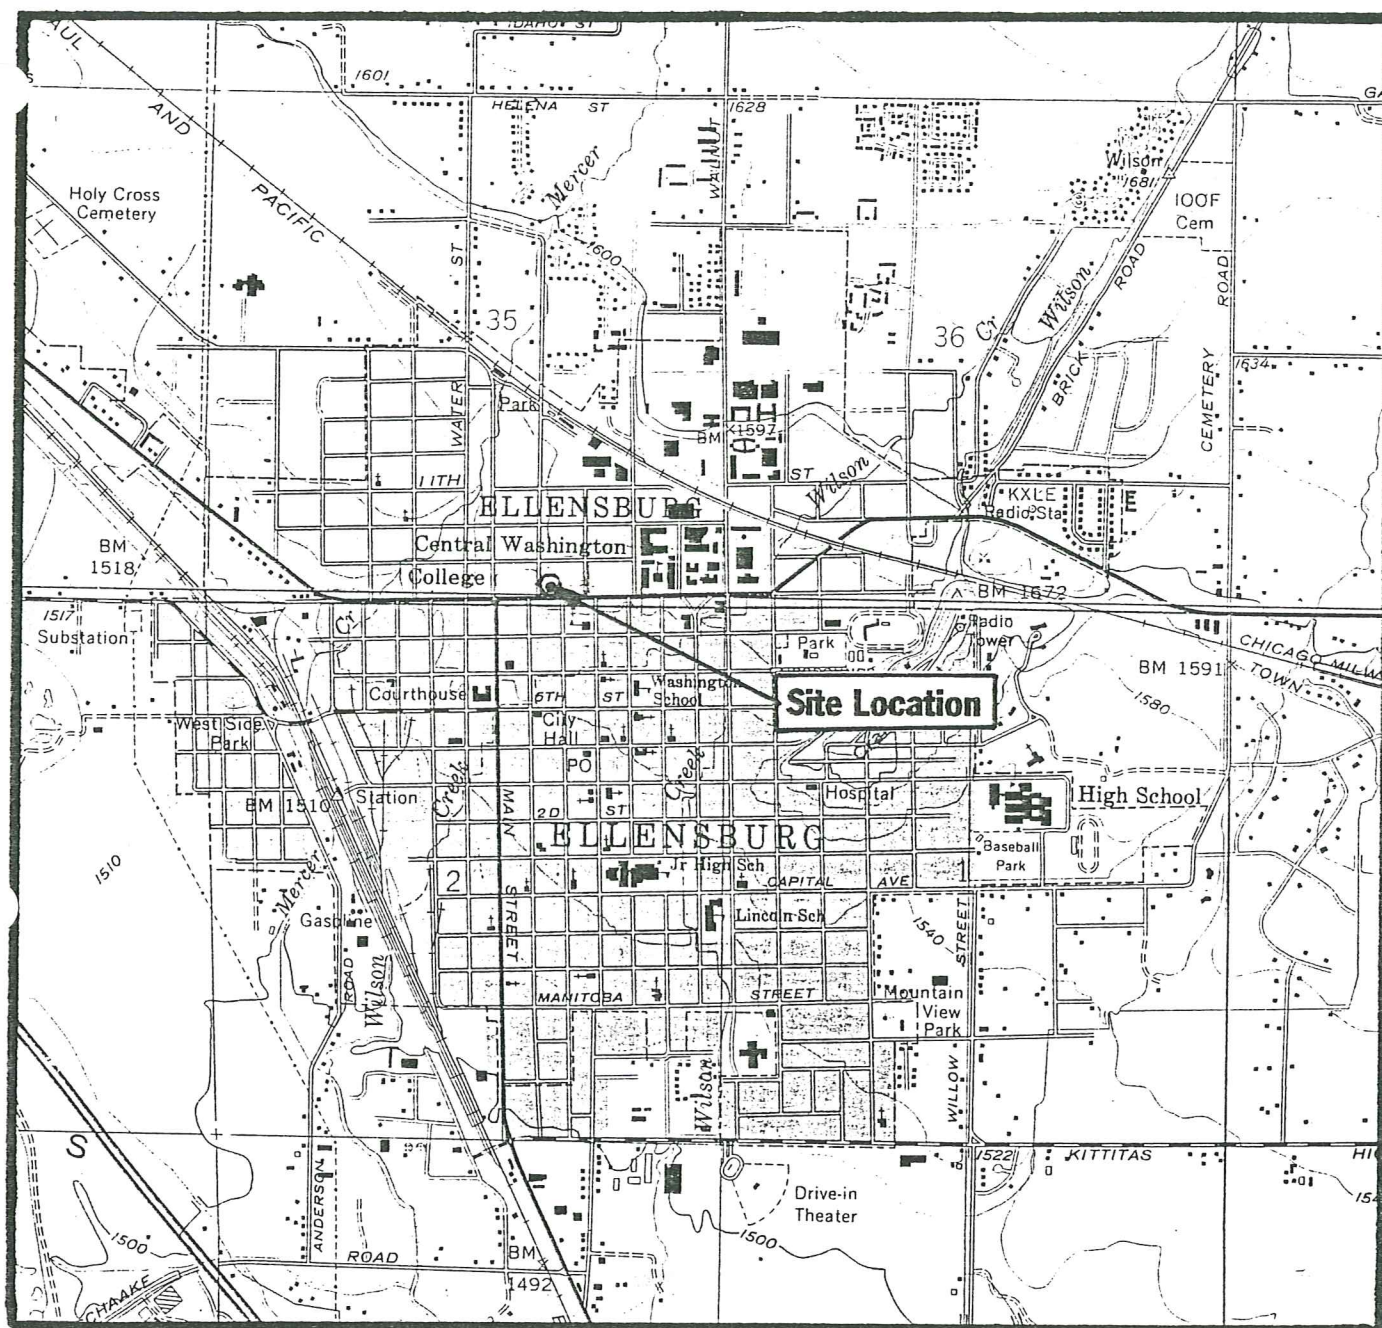 IDAHO ST
AUL
AND
PACIFIC
1601
HELENA ST
1628
WALNUT
Mercer
Holy Cross
Cemetery
Wilson
1681
IOOF
Cem
ROAD
ROAD
1600
ST
35
36
Cr
Wilson
BRICK
CEMETERY
1634
WATER
Park
BM X1597
11TH
ST
Wilson
ELLENSBURG
KXLE
Radio Sta
E
Central Washington
College
BM
1518
BM 1672
1517
Substation
Cr
Radio
Tower
Park
CHICAGO MILW
BM 1591
TOWN
Courthouse
6TH ST
Washington
School
Site Location
1580
West Side
Park
City
Hall
PO
Creek
Creek
BM 1510
Station
MAIN
2D ST
Hospital
High School
ELLENSBURG
Baseball
Park
1510
Mercer
2
Jr High Sch
CAPITAL AVE
1
Gasoline
STREET
Lincoln Sch
1540
STREET
ROAD
Wilson
MANITOBA STREET
Mountain
View
Park
Wilson
WILLOW
S
1522
KITTITAS
HI
ANDERSON
Drive-in
Theater
1500
ROAD
BM
1492
1500
CHAAKE